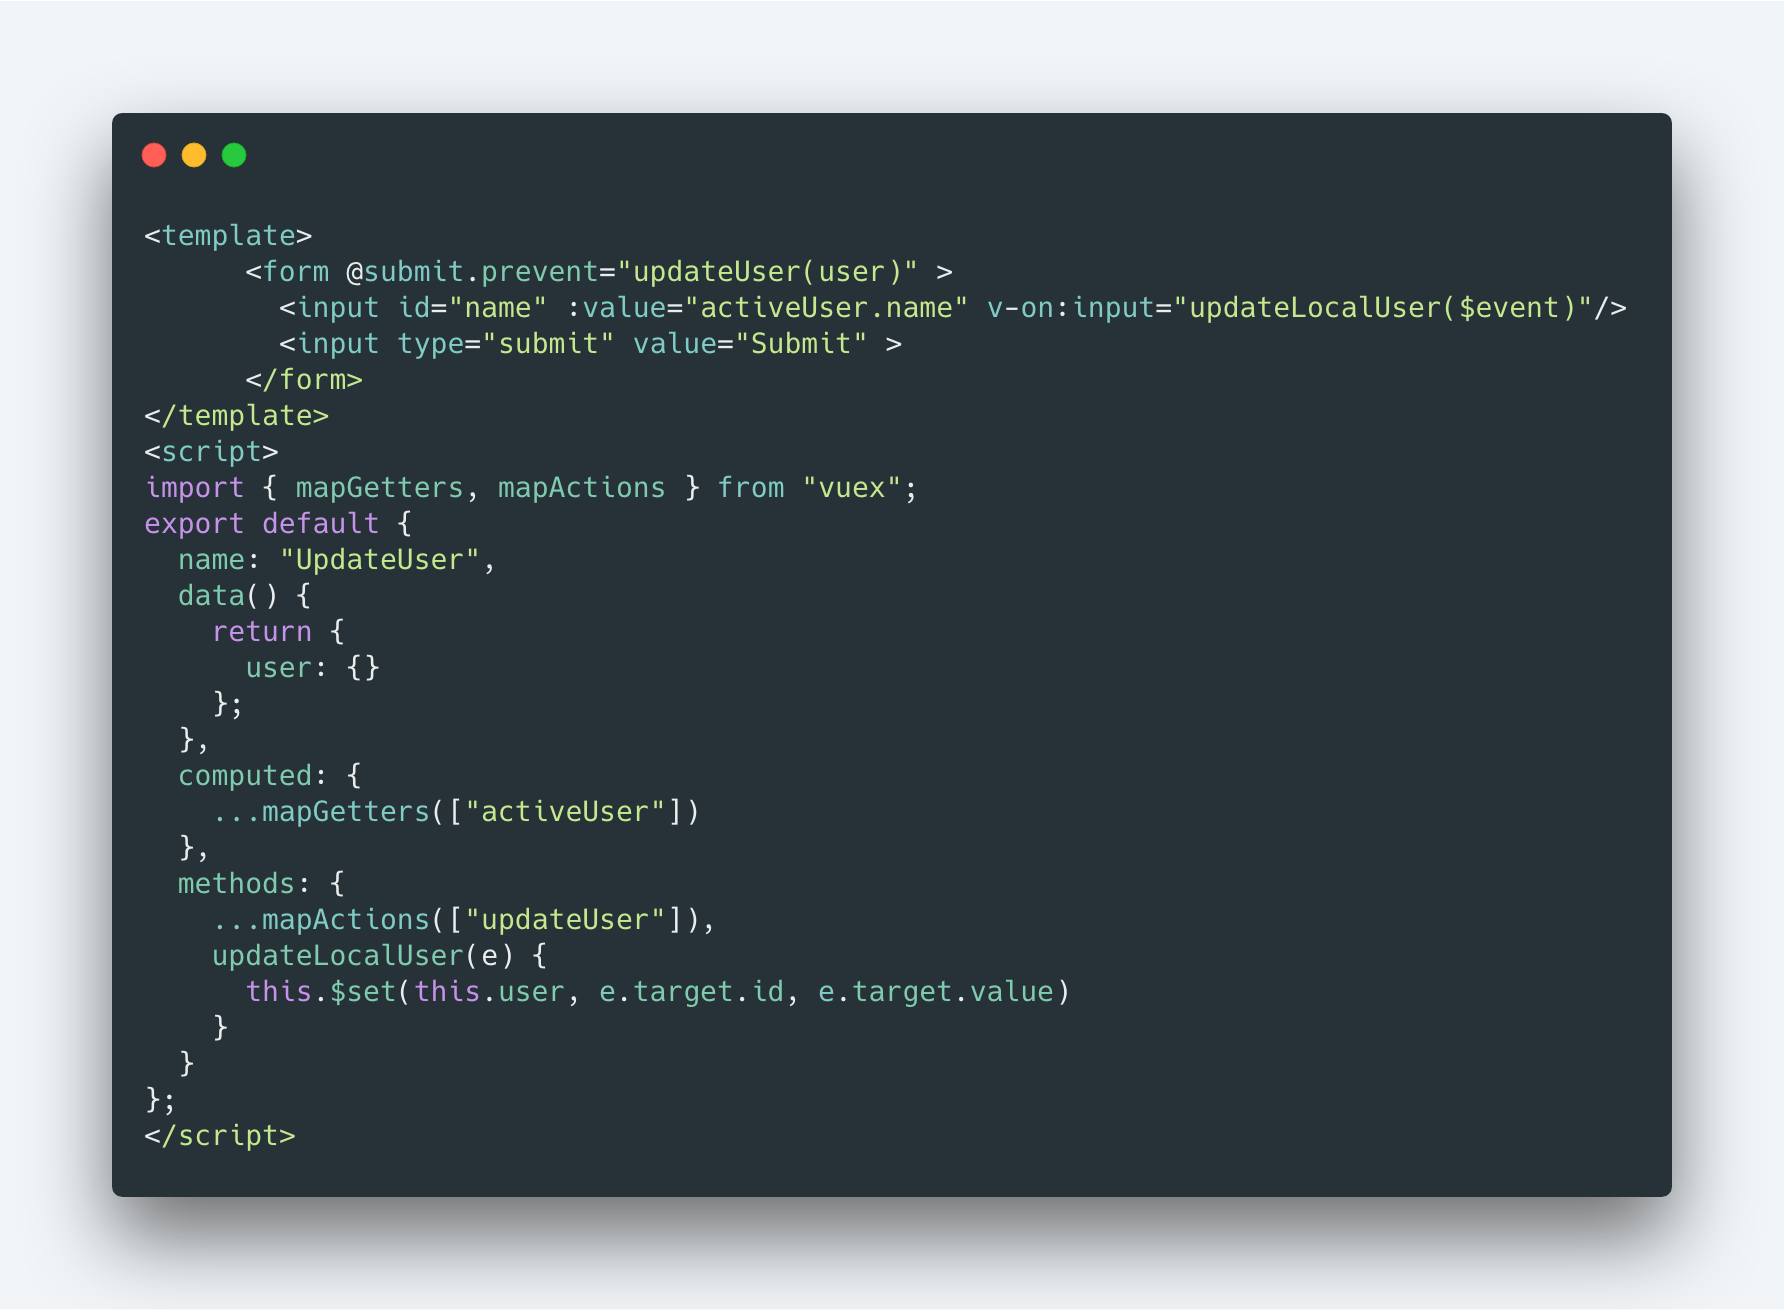 <template>
      <form @submit.prevent="updateUser(user)" >
        <input id="name" :value="activeUser.name" v-on:input="updateLocalUser($event)"/>
        <input type="submit" value="Submit" >
      </form>
</template>
<script>
import { mapGetters, mapActions } from "vuex";
export default {
  name: "UpdateUser",
  data() {
    return {
      user: {}
    };
  },
  computed: {
    ...mapGetters(["activeUser"])
  },
  methods: {
    ...mapActions(["updateUser"]),
    updateLocalUser(e) {
      this.$set(this.user, e.target.id, e.target.value)
    }
  }
};
</script>